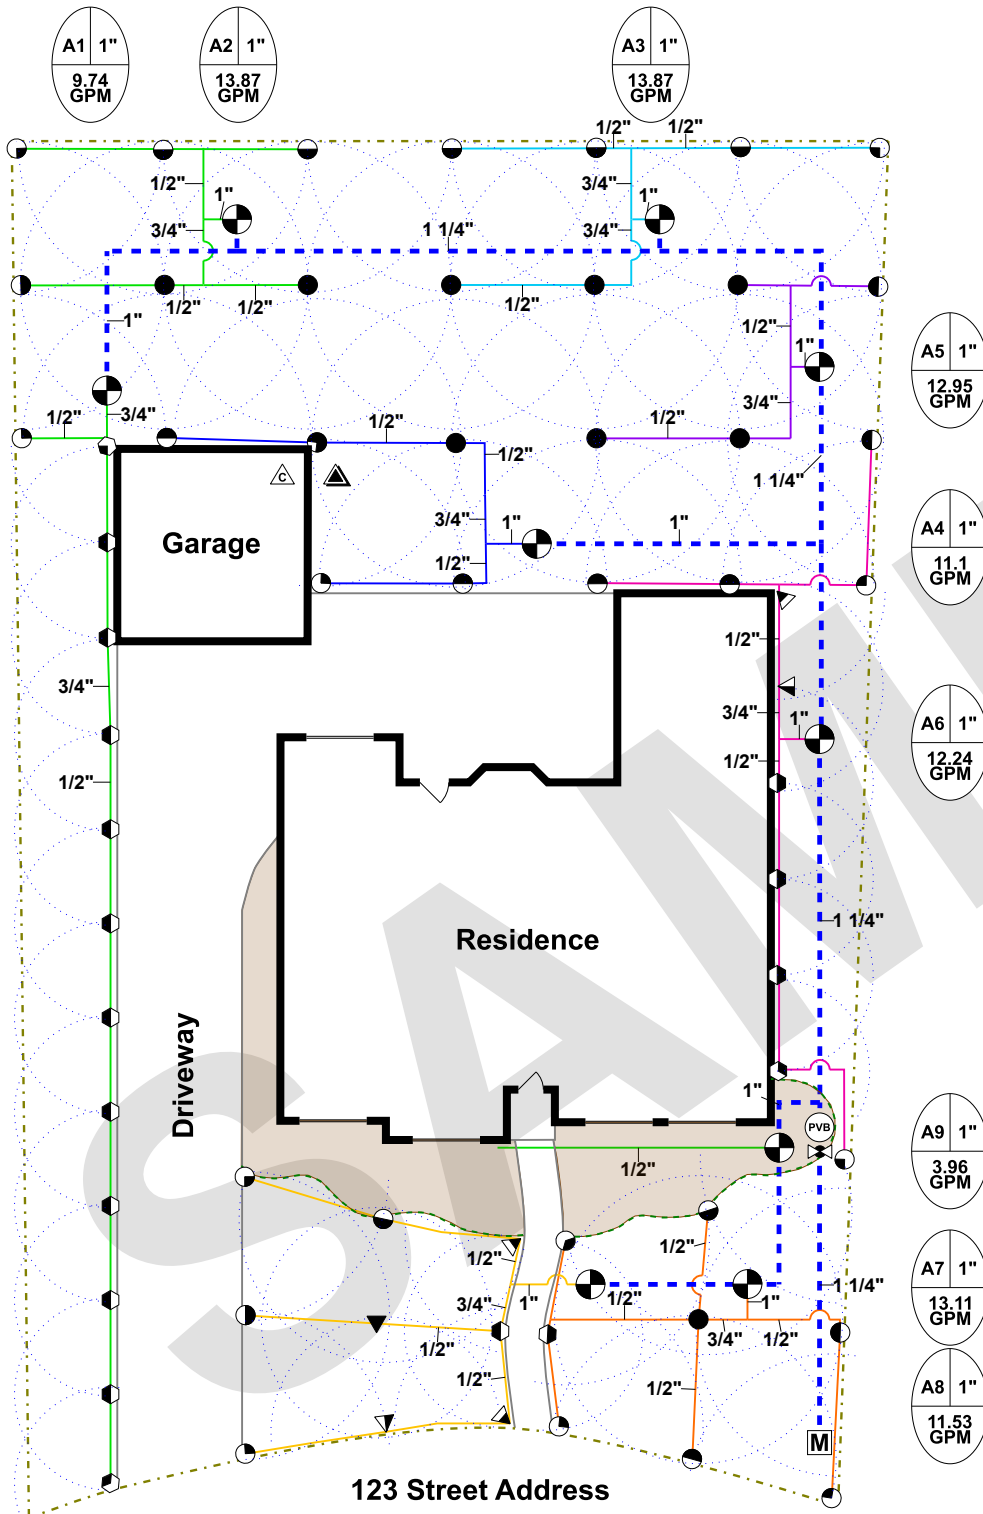 A1 1" A2 1" A3 1"
9.74 GPM 13.87 GPM 13.87 GPM
1/2" 1/2"
1/2" 3/4"
1" 1"
3/4" 1 1/4" 3/4"
1/2" 1/2" 1/2"
1" 1/2"
A5 1"
1"
12.95 GPM
3/4"
1/2" 3/4" 1/2" 1/2"
1/2"
C
1 1/4"
A4 1"
3/4" 1" 1"
Garage
11.1 GPM
1/2"
1/2"
3/4"
3/4" 1"
A6 1"
12.24 GPM
1/2" 1/2"
1 1/4"
Residence
Driveway
1"
PVB
A9 1"
1/2"
3.96 GPM
1/2" 1/2"
A7 1"
1 1/4"
3/4" 1" 1/2" 1"
13.11 GPM
1/2" 3/4" 1/2"
1/2" 1/2"
A8 1"
11.53 GPM
M
123 Street Address